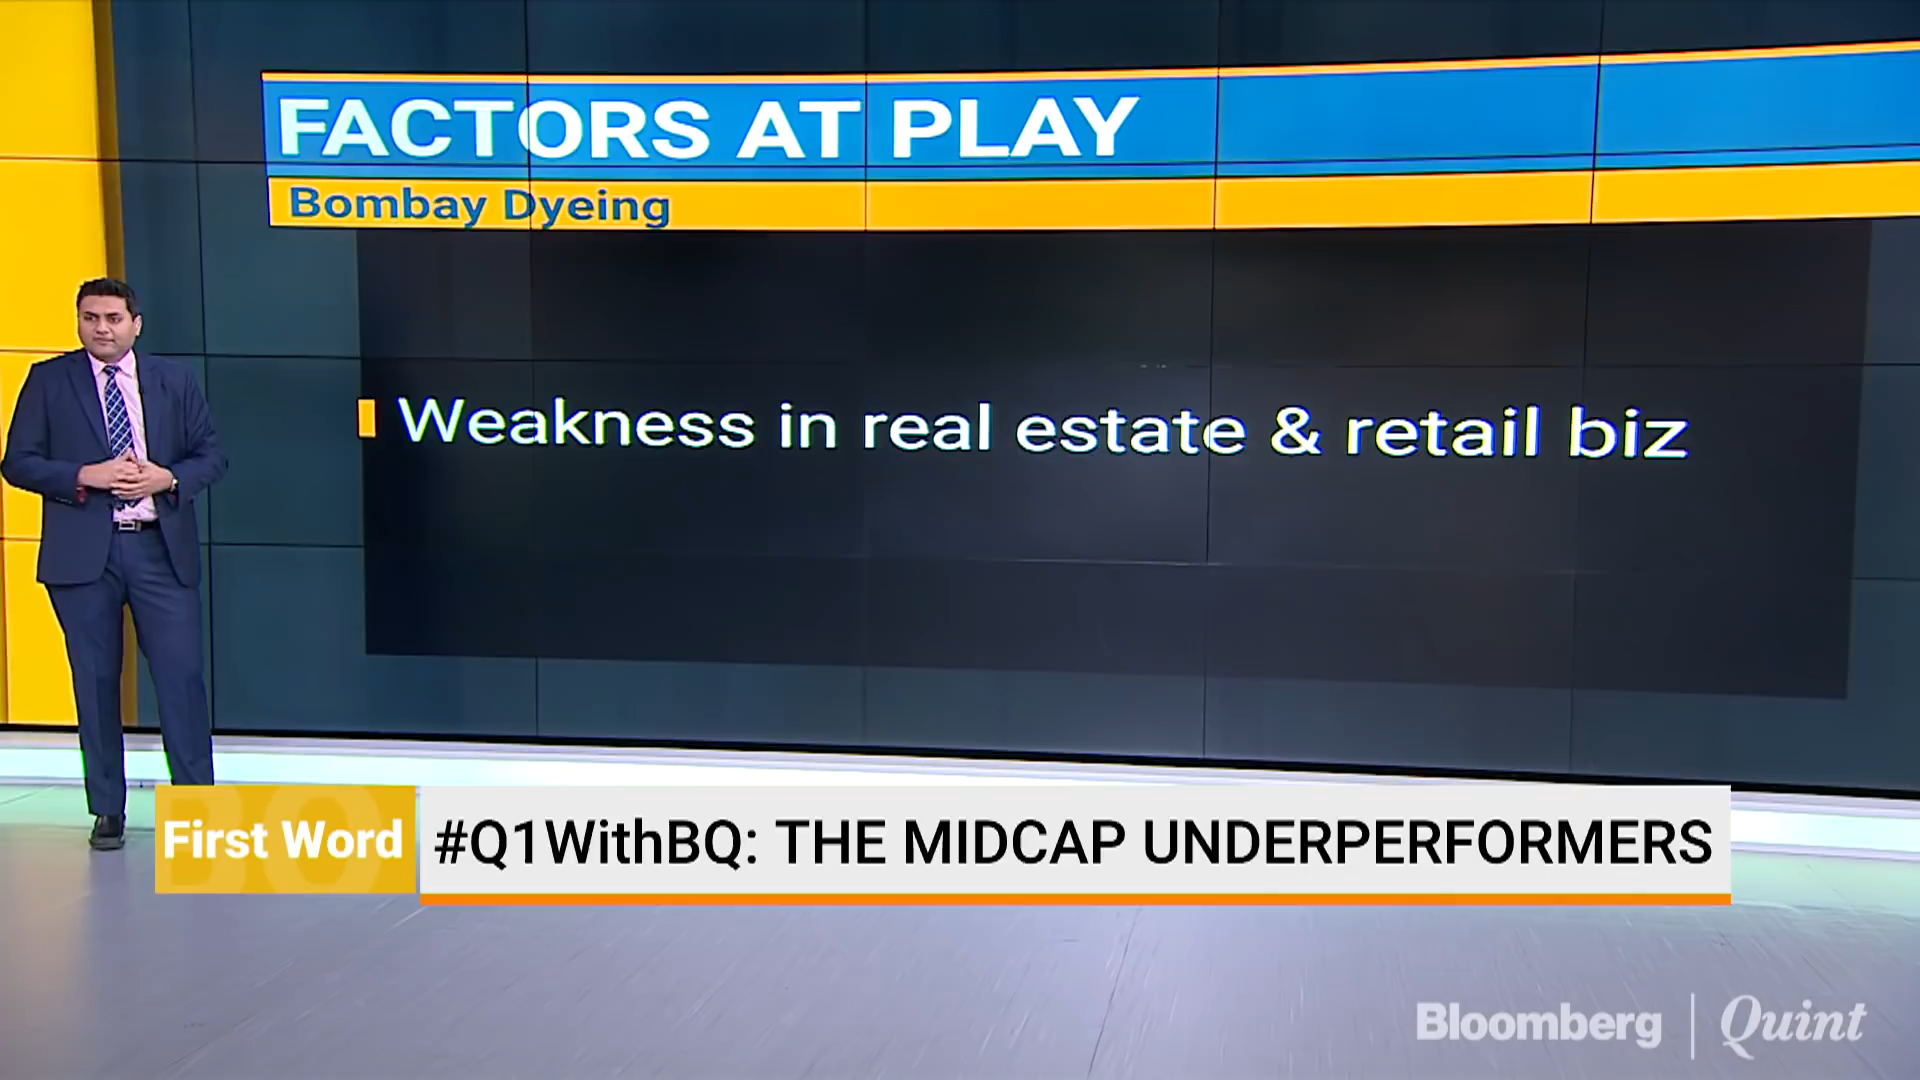 FACTORS AT PLAY
Bombay Dyeing
Weakness in real estate & retail biz
First Word
#Q1WithBQ: THE MIDCAP UNDERPERFORMERS
Bloomberg | Quint